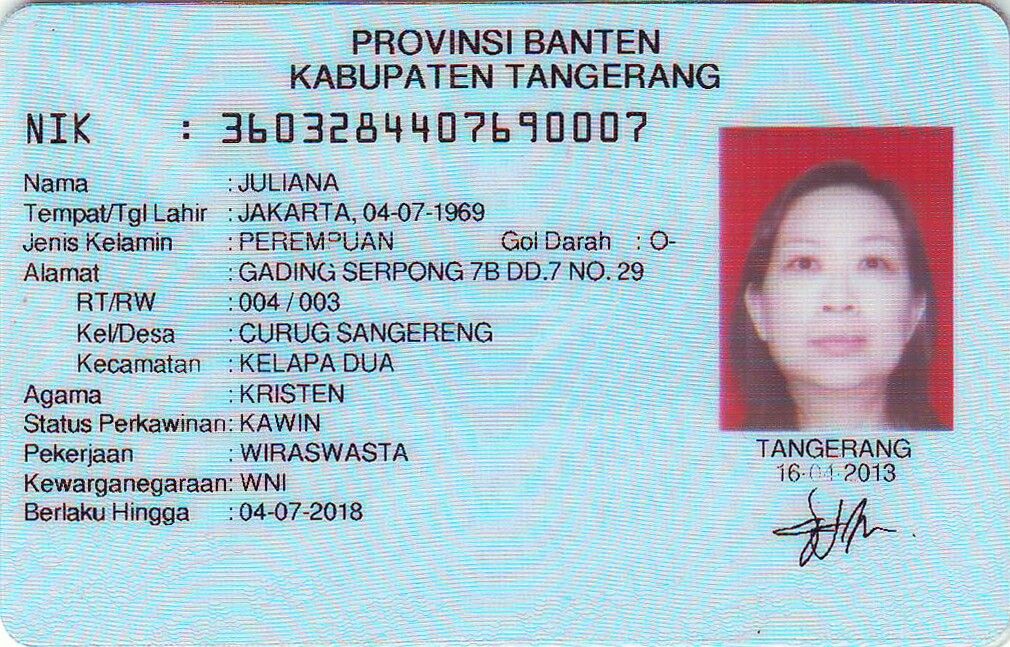 PROVINSI BANTEN
KABUPATEN TANGERANG
NIK : 3603284407690007
Nama : JULIANA
Tempat/Tgl Lahir : JAKARTA, 04-07-1969
Jenis Kelamin : PEREMPUAN Gol Darah : O-
Alamat : GADING SERPONG 7B DD.7 NO. 29
RT/RW : 004 / 003
Kel/Desa : CURUG SANGERENG
Kecamatan : KELAPA DUA
Agama : KRISTEN
Status Perkawinan: KAWIN
Pekerjaan : WIRASWASTA
Kewarganegaraan: WNI
Berlaku Hingga : 04-07-2018
TANGERANG
16-04-2013